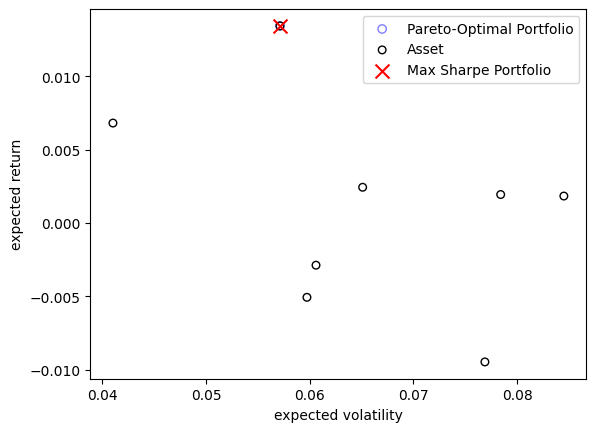 Pareto-Optimal Portfolio
Asset
Max Sharpe Portfolio
expected return
0.010
0.005
0.000
−0.005
−0.010
0.04
0.05
0.06
0.07
0.08
expected volatility